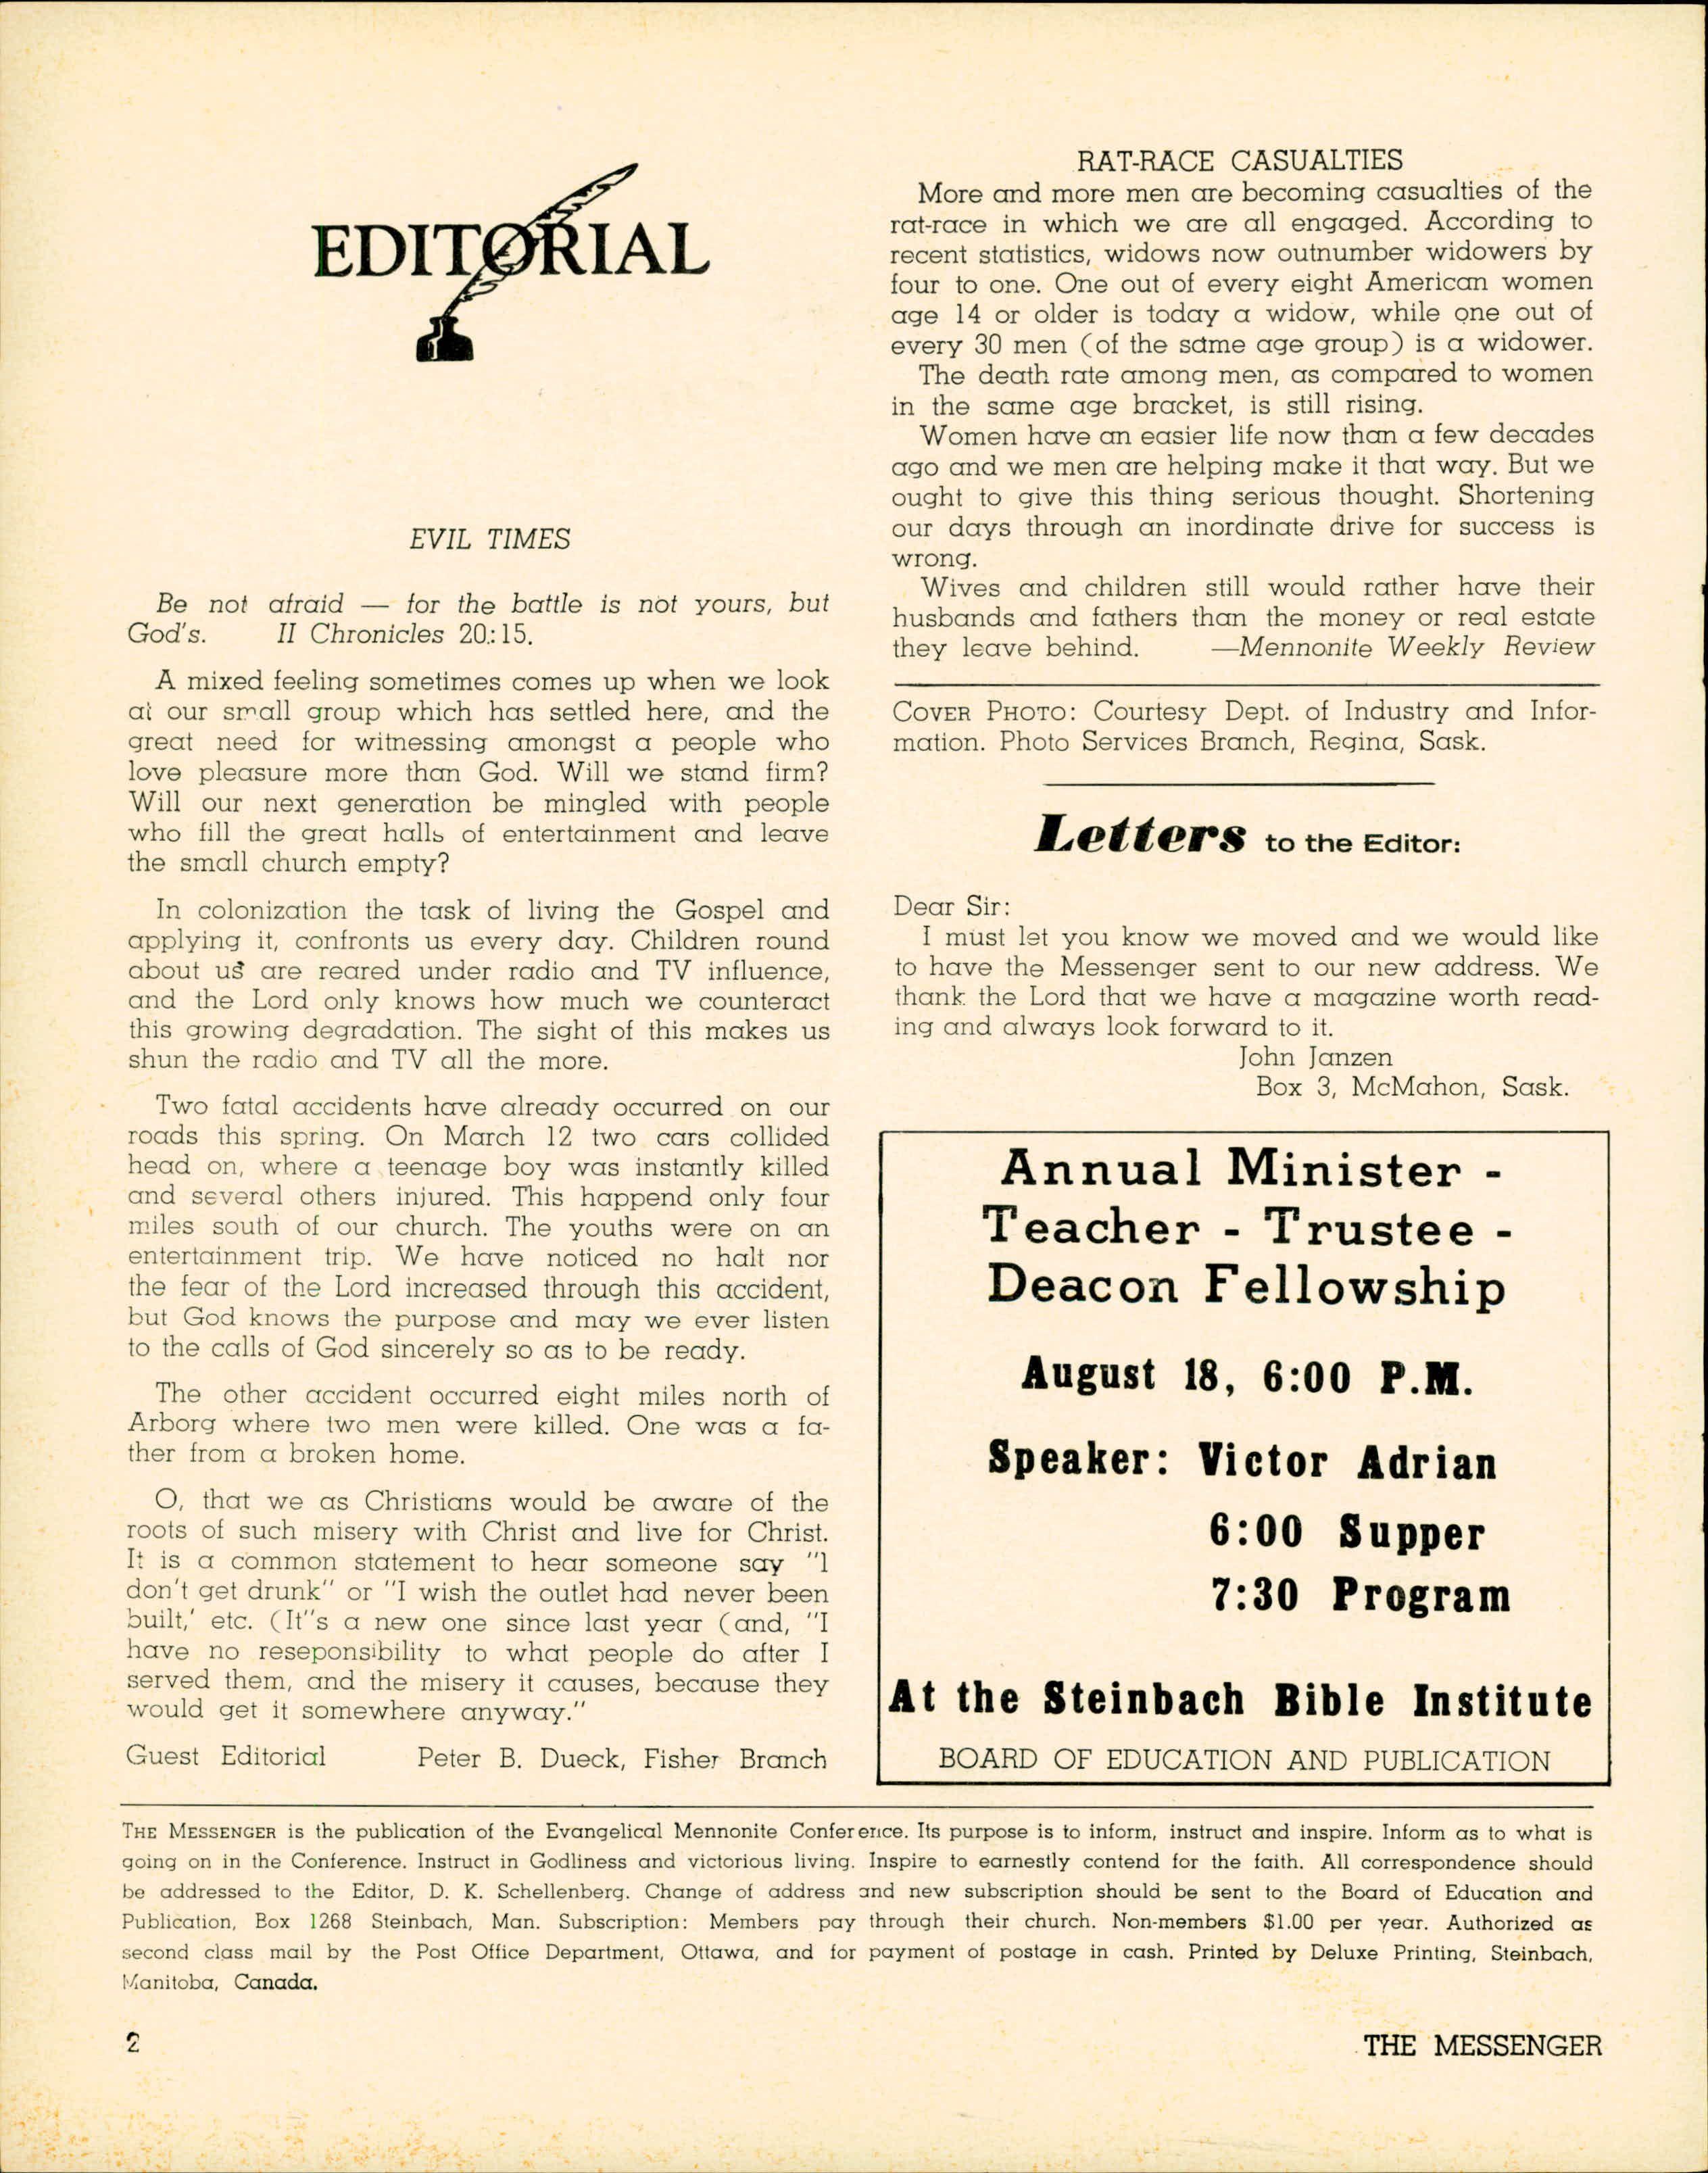 EDITORIAL
EVIL TIMES
Be not afraid — for the battle is not yours, but
God's. II Chronicles 20:15.
A mixed feeling sometimes comes up when we look
at our small group which has settled here, and the
great need for witnessing amongst a people who
love pleasure more than God. Will we stand firm?
Will our next generation be mingled with people
who fill the great halls of entertainment and leave
the small church empty?
In colonization the task of living the Gospel and
applying it, confronts us every day. Children round
about us are reared under radio and TV influence,
and the Lord only knows how much we counteract
this growing degradation. The sight of this makes us
shun the radio and TV all the more.
Two fatal accidents have already occurred on our
roads this spring. On March 12 two cars collided
head on, where a teenage boy was instantly killed
and several others injured. This happend only four
miles south of our church. The youths were on an
entertainment trip. We have noticed no halt nor
the fear of the Lord increased through this accident,
but God knows the purpose and may we ever listen
to the calls of God sincerely so as to be ready.
The other accident occurred eight miles north of
Arborg where two men were killed. One was a fa-
ther from a broken home.
O, that we as Christians would be aware of the
roots of such misery with Christ and live for Christ.
It is a common statement to hear someone say "I
don't get drunk" or "I wish the outlet had never been
built,' etc. (It"s a new one since last year (and, "I
have no reseponsibility to what people do after I
served them, and the misery it causes, because they
would get it somewhere anyway."
Guest Editorial Peter B. Dueck, Fisher Branch
RAT-RACE CASUALTIES
More and more men are becoming casualties of the
rat-race in which we are all engaged. According to
recent statistics, widows now outnumber widowers by
four to one. One out of every eight American women
age 14 or older is today a widow, while one out of
every 30 men (of the same age group) is a widower.
The death rate among men, as compared to women
in the same age bracket, is still rising.
Women have an easier life now than a few decades
ago and we men are helping make it that way. But we
ought to give this thing serious thought. Shortening
our days through an inordinate drive for success is
wrong.
Wives and children still would rather have their
husbands and fathers than the money or real estate
they leave behind. —Mennonite Weekly Review
COVER PHOTO: Courtesy Dept. of Industry and Infor-
mation. Photo Services Branch, Regina, Sask.
Letters to the Editor:
Dear Sir:
I must let you know we moved and we would like
to have the Messenger sent to our new address. We
thank the Lord that we have a magazine worth read-
ing and always look forward to it.
John Janzen
Box 3, McMahon, Sask.
Annual Minister -
Teacher - Trustee -
Deacon Fellowship
August 18, 6:00 P.M.
Speaker: Victor Adrian
6:00 Supper
7:30 Program
At the Steinbach Bible Institute
BOARD OF EDUCATION AND PUBLICATION
THE MESSENGER is the publication of the Evangelical Mennonite Conference. Its purpose is to inform, instruct and inspire. Inform as to what is
going on in the Conference. Instruct in Godliness and victorious living. Inspire to earnestly contend for the faith. All correspondence should
be addressed to the Editor, D. K. Schellenberg. Change of address and new subscription should be sent to the Board of Education and
Publication, Box 1268 Steinbach, Man. Subscription: Members pay through their church. Non-members $1.00 per year. Authorized as
second class mail by the Post Office Department, Ottawa, and for payment of postage in cash. Printed by Deluxe Printing, Steinbach,
Manitoba, Canada.
2 THE MESSENGER